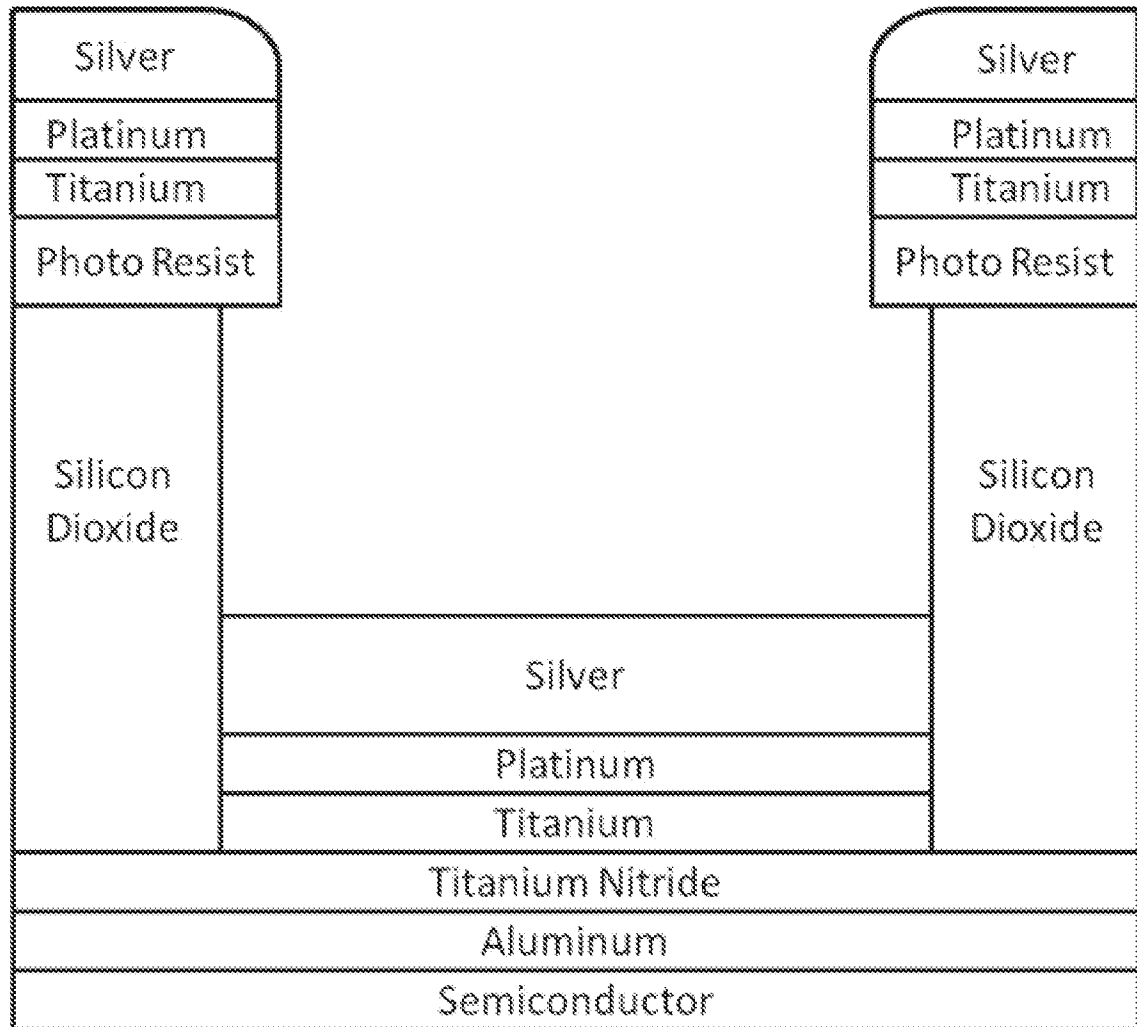 Silver
Silver
Platinum
Platinum
Titanium
Titanium
Photo Resist
Photo Resist
Silicon
Dioxide
Silicon
Dioxide
Silver
Platinum
Titanium
Titanium Nitride
Aluminum
Semiconductor